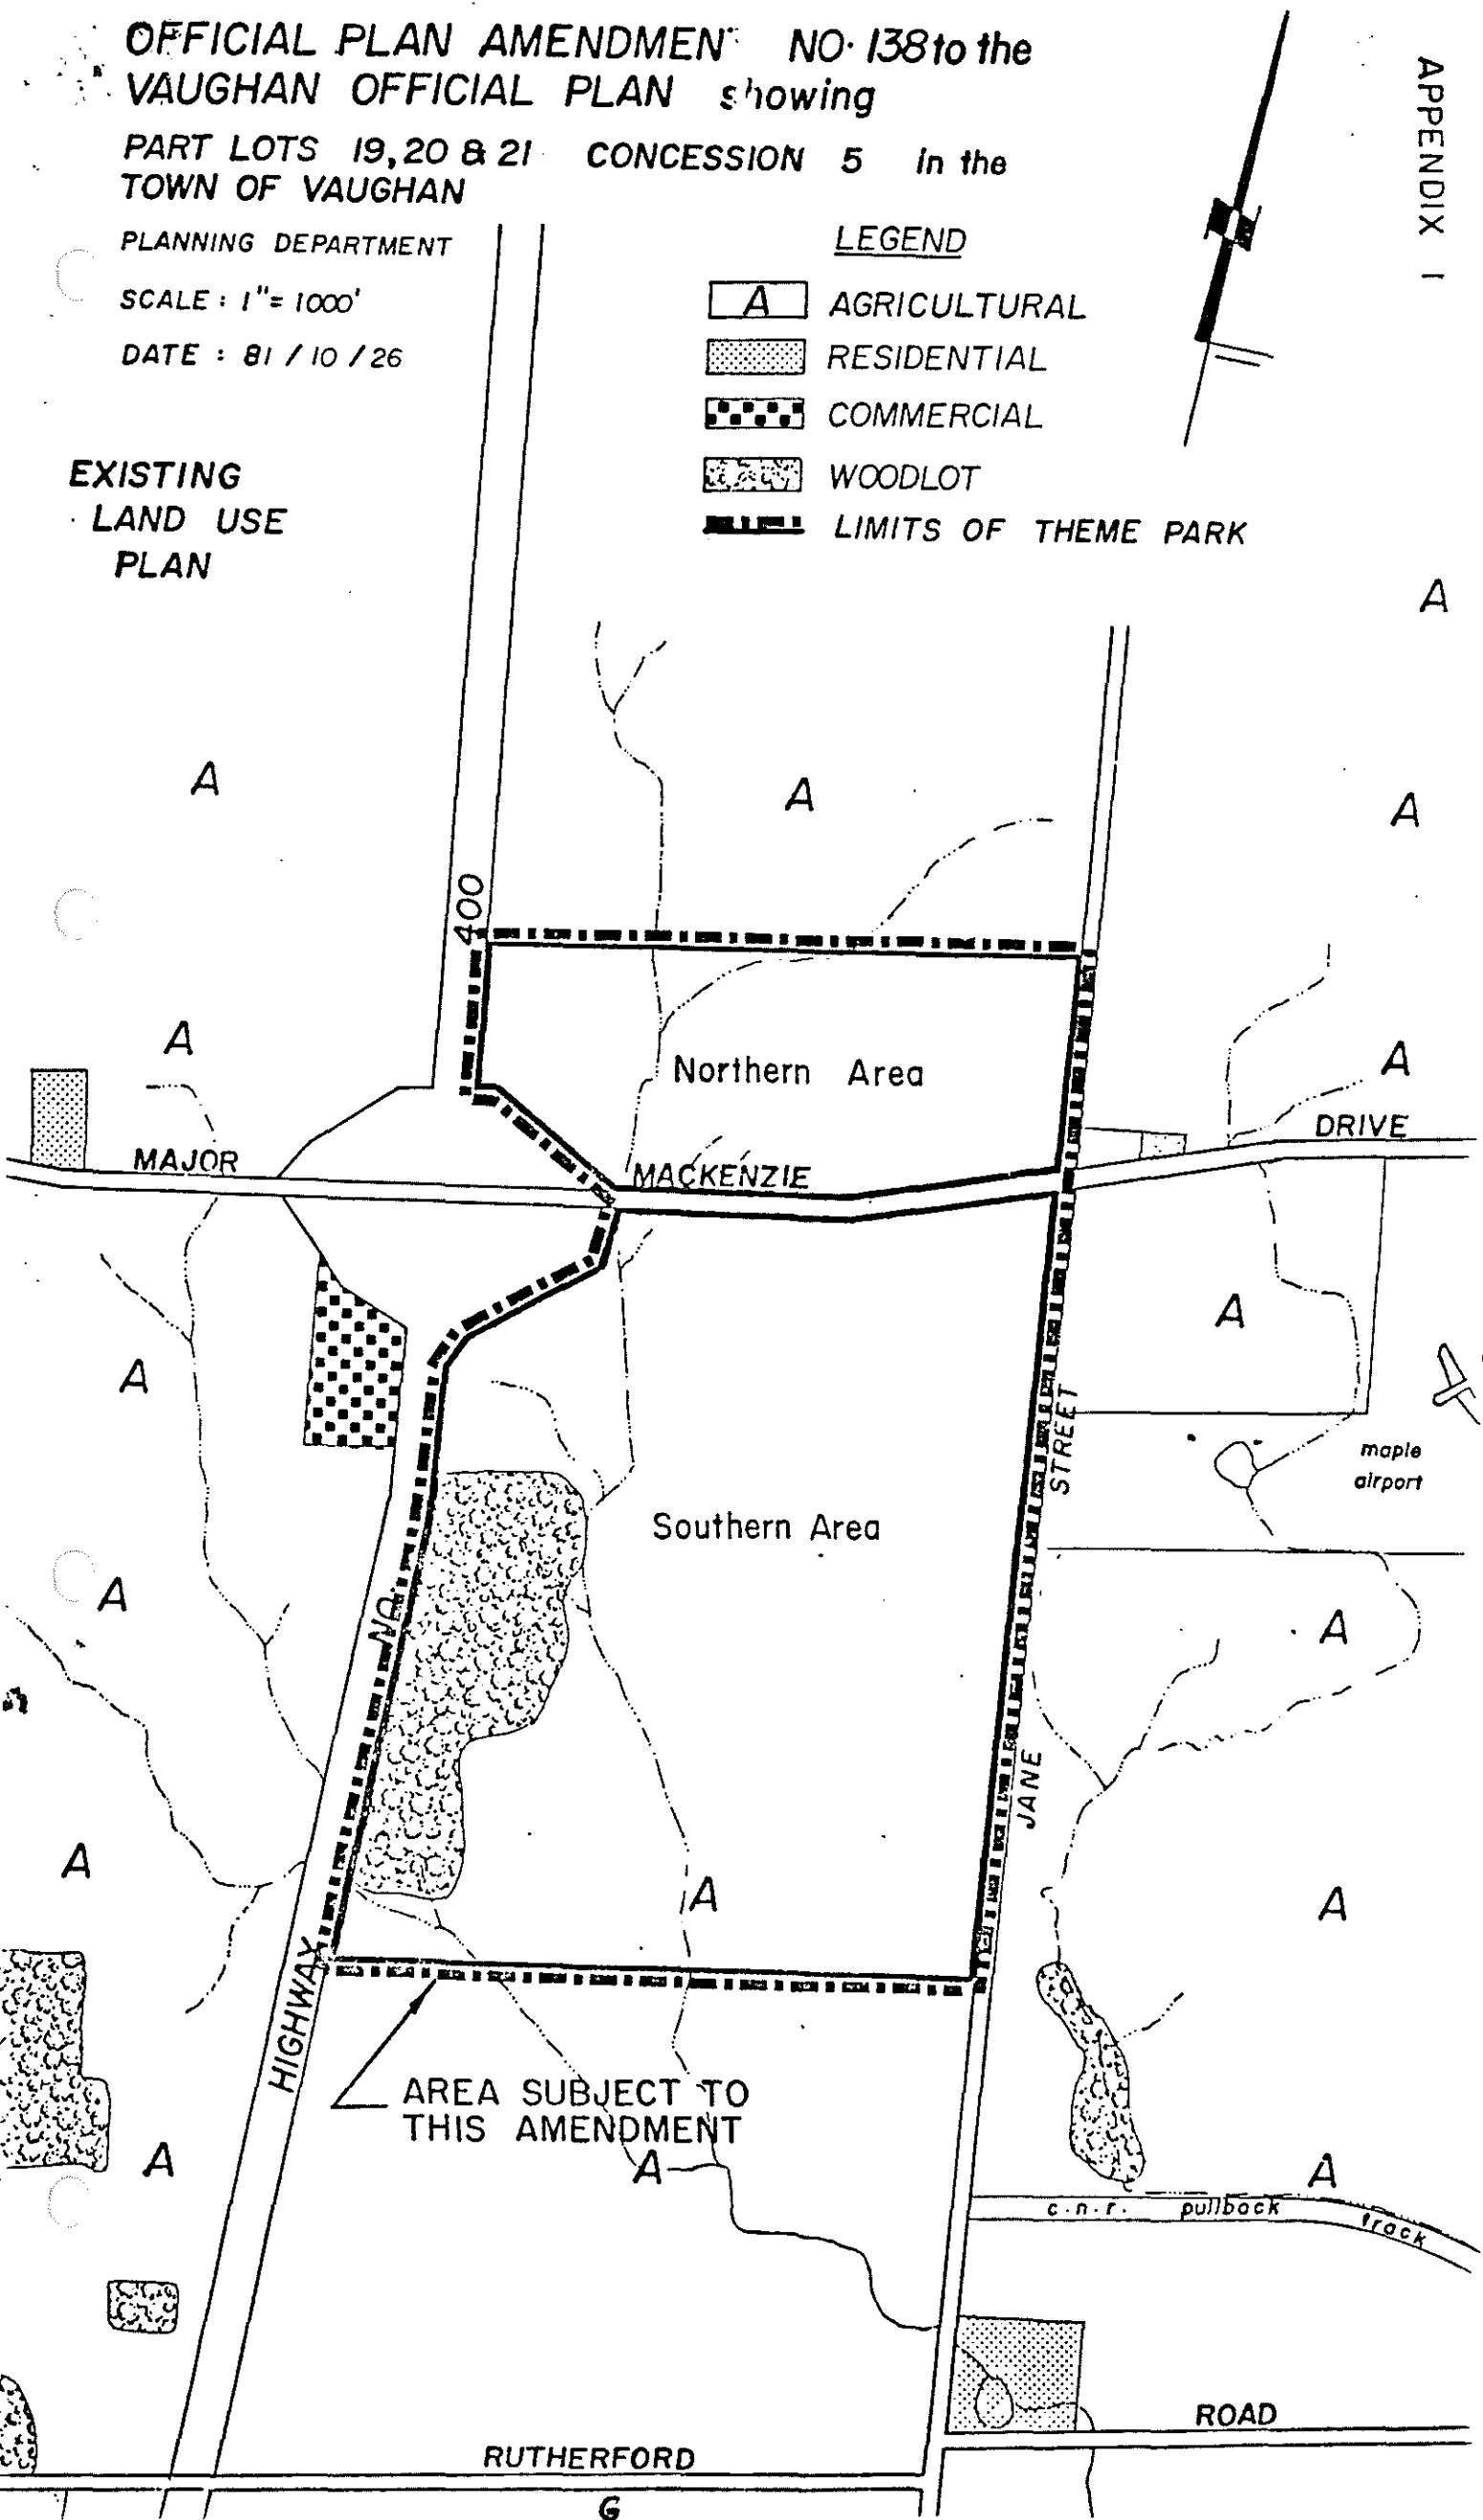 OFFICIAL PLAN AMENDMEN NO. 138 to the
VAUGHAN OFFICIAL PLAN showing
PART LOTS 19, 20 & 21 CONCESSION 5 in the
TOWN OF VAUGHAN
PLANNING DEPARTMENT
SCALE : 1" = 1000'
DATE : 81 / 10 / 26
APPENDIX I
LEGEND
A AGRICULTURAL
RESIDENTIAL
COMMERCIAL
WOODLOT
LIMITS OF THEME PARK
EXISTING
LAND USE
PLAN
A
A
A
A
400
A
Northern Area
A
DRIVE
MAJOR
MACKENZIE
A
A
STREET
maple
airport
Southern Area
NO.
A
A
JANE
A
A
A
HIGHWAY
AREA SUBJECT TO
THIS AMENDMENT
A
A
A
c.n.r. pullback track
ROAD
RUTHERFORD
G